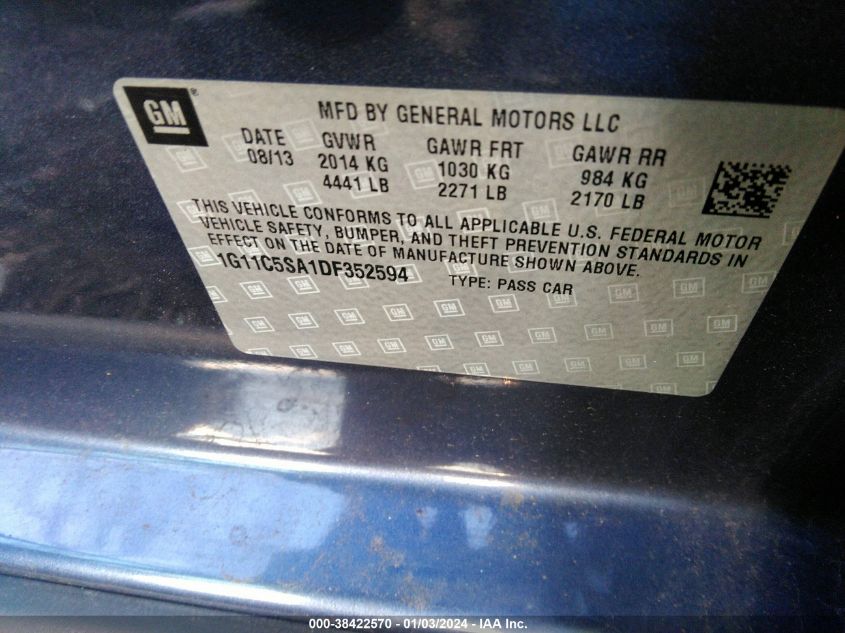 GM ®
MFD BY GENERAL MOTORS LLC
DATE GVWR GAWR FRT GAWR RR
08/13 2014 KG 1030 KG 984 KG
4441 LB 2271 LB 2170 LB
THIS VEHICLE CONFORMS TO ALL APPLICABLE U.S. FEDERAL MOTOR
VEHICLE SAFETY, BUMPER, AND THEFT PREVENTION STANDARDS IN
EFFECT ON THE DATE OF MANUFACTURE SHOWN ABOVE.
1G11C5SA1DF352594 TYPE: PASS CAR
000-38422570 - 01/03/2024 - IAA Inc.